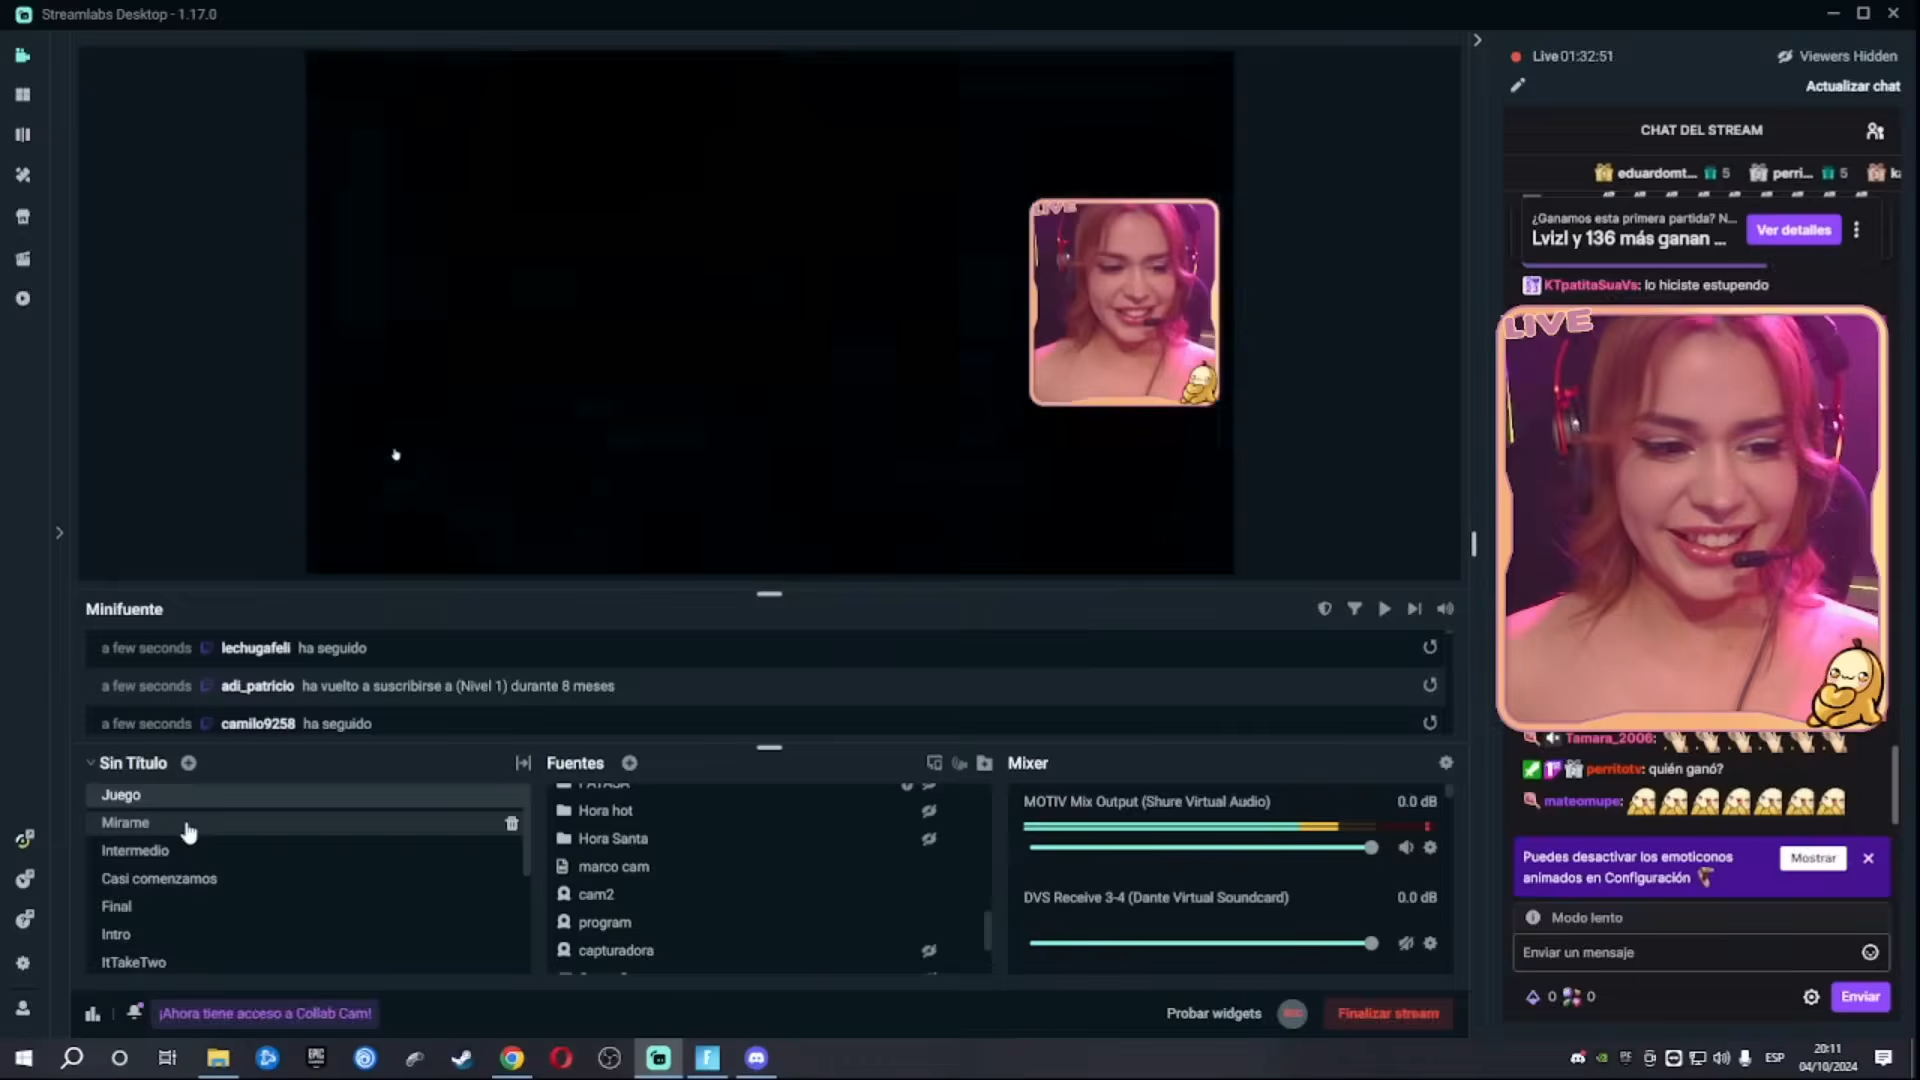 Streamlabs Desktop - 1.17.0
Live 01:32:51
Viewers Hidden
Actualizar chat
CHAT DEL STREAM
eduardomt... 5 perri... 5
¿Ganamos esta primera partida? N...
Lvizl y 136 más ganan ...
Ver detalles
KTpatitaSuaVs: lo hiciste estupendo
LIVE
LIVE
Tamara_2006:
perritotv: quién ganó?
mateomupe:
Puedes desactivar los emoticonos
animados en Configuración
Mostrar
Modo lento
Enviar un mensaje
0 0
Enviar
Minifuente
a few seconds lechugafeli ha seguido
a few seconds adi_patricio ha vuelto a suscribirse a (Nivel 1) durante 8 meses
a few seconds camilo9258 ha seguido
Sin Título
Juego
Mirame
Intermedio
Casi comenzamos
Final
Intro
ItTakeTwo
Fuentes
Hora hot
Hora Santa
marco cam
cam2
program
capturadora
Mixer
MOTIV Mix Output (Shure Virtual Audio) 0.0 dB
DVS Receive 3-4 (Dante Virtual Soundcard) 0.0 dB
¡Ahora tiene acceso a Collab Cam!
Probar widgets
REC
Finalizar stream
EPIC
ESP
20:11
04/10/2024